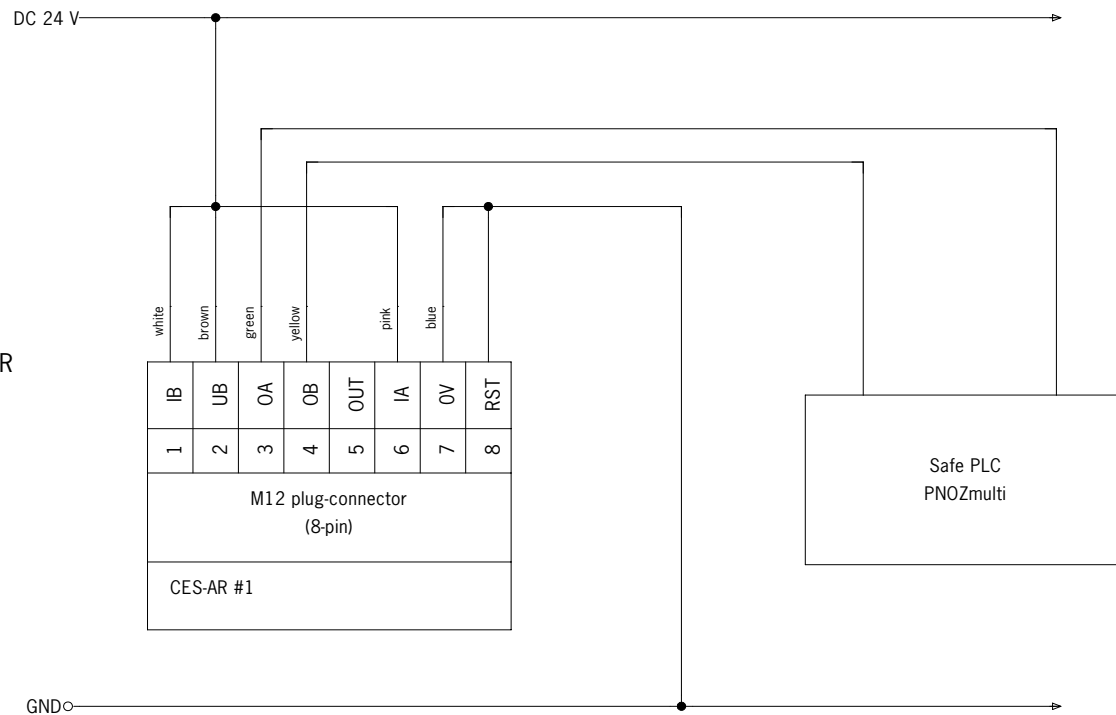 DC 24 V
white
brown
green
yellow
pink
blue
R
IB
UB
OA
OB
OUT
IA
0V
RST
1
2
3
4
5
6
7
8
M12 plug-connector
(8-pin)
CES-AR #1
Safe PLC
PNOZmulti
GND